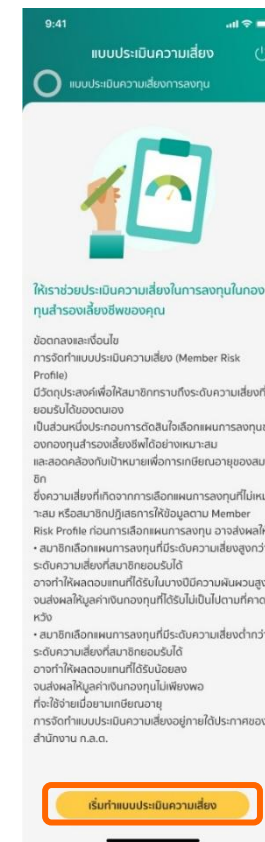 9:41
แบบประเมินความเสี่ยง
แบบประเมินความเสี่ยงการลงทุน
ให้เราช่วยประเมินความเสี่ยงในการลงทุนในกอง
ทุนสำรองเลี้ยงชีพของคุณ
ข้อตกลงและเงื่อนไข
การจัดทำแบบประเมินความเสี่ยง (Member Risk
Profile)
มีวัตถุประสงค์เพื่อให้สมาชิกทราบถึงระดับความเสี่ยงที่
ยอมรับได้ของตนเอง
เป็นส่วนหนึ่งประกอบการตัดสินใจเลือกแผนการลงทุนข
องกองทุนสำรองเลี้ยงชีพได้อย่างเหมาะสม
และสอดคล้องกับเป้าหมายเพื่อการเกษียณอายุของสมา
ชิก
ซึ่งความเสี่ยงที่เกิดจากการเลือกแผนการลงทุนที่ไม่เหม
าะสม หรือสมาชิกปฏิเสธการให้ข้อมูลตาม Member
Risk Profile ก่อนการเลือกแผนการลงทุน อาจส่งผลให้
• สมาชิกเลือกแผนการลงทุนที่มีระดับความเสี่ยงสูงกว่า
ระดับความเสี่ยงที่สมาชิกยอมรับได้
อาจทำให้ผลตอบแทนที่ได้รับในบางปีมีความผันผวนสูง
จนส่งผลให้มูลค่าเงินกองทุนที่ได้รับไม่เป็นไปตามที่คาด
หวัง
• สมาชิกเลือกแผนการลงทุนที่มีระดับความเสี่ยงต่ำกว่า
ระดับความเสี่ยงที่สมาชิกยอมรับได้
อาจทำให้ผลตอบแทนที่ได้รับน้อยลง
จนส่งผลให้มูลค่าเงินกองทุนไม่เพียงพอ
ที่จะใช้จ่ายเมื่อยามเกษียณอายุ
การจัดทำแบบประเมินความเสี่ยงอยู่ภายใต้ประกาศของ
สำนักงาน ก.ล.ต.
เริ่มทำแบบประเมินความเสี่ยง